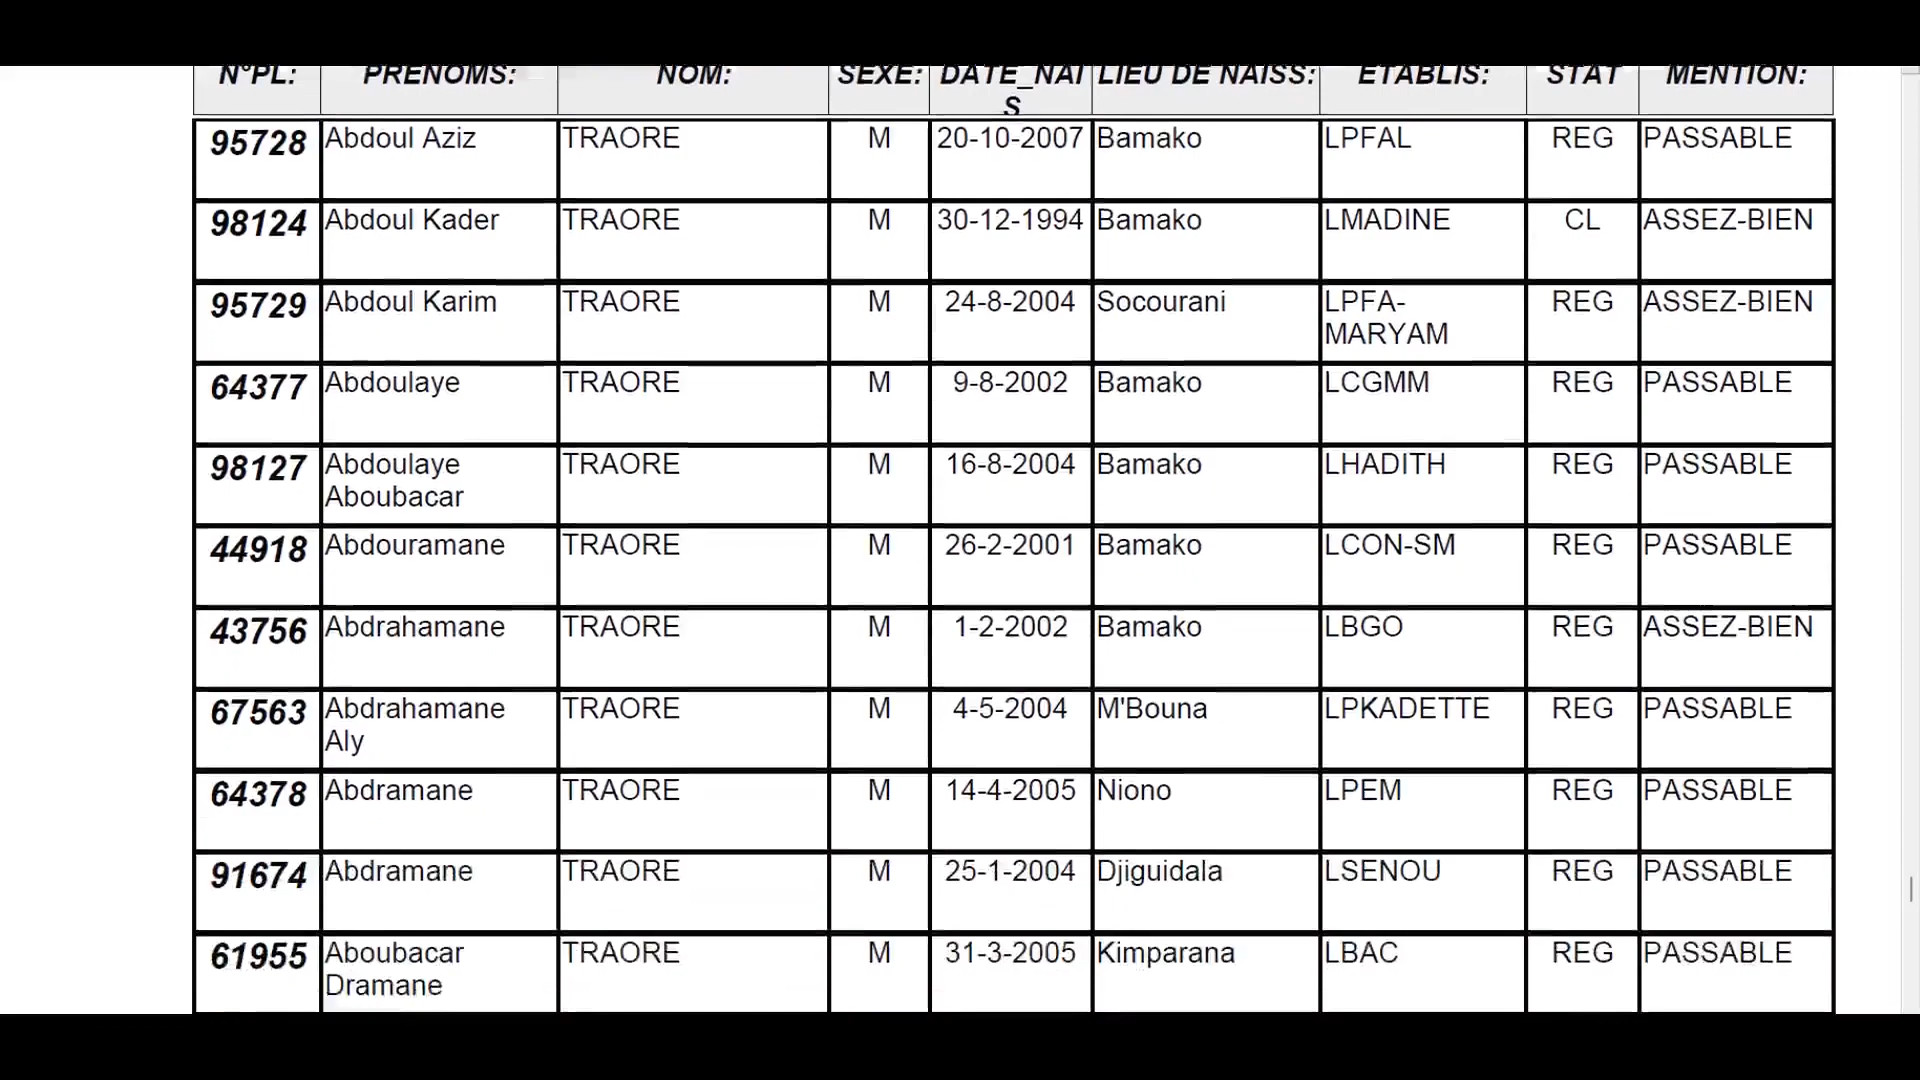 N°PL: PRENOMS: NOM: SEXE: DATE_NAI LIEU DE NAISS: ETABLIS: STAT MENTION:
S
95728 Abdoul Aziz TRAORE M 20-10-2007 Bamako LPFAL REG PASSABLE
98124 Abdoul Kader TRAORE M 30-12-1994 Bamako LMADINE CL ASSEZ-BIEN
95729 Abdoul Karim TRAORE M 24-8-2004 Socourani LPFA- REG ASSEZ-BIEN
MARYAM
64377 Abdoulaye TRAORE M 9-8-2002 Bamako LCGMM REG PASSABLE
98127 Abdoulaye TRAORE M 16-8-2004 Bamako LHADITH REG PASSABLE
Aboubacar
44918 Abdouramane TRAORE M 26-2-2001 Bamako LCON-SM REG PASSABLE
43756 Abdrahamane TRAORE M 1-2-2002 Bamako LBGO REG ASSEZ-BIEN
67563 Abdrahamane TRAORE M 4-5-2004 M'Bouna LPKADETTE REG PASSABLE
Aly
64378 Abdramane TRAORE M 14-4-2005 Niono LPEM REG PASSABLE
91674 Abdramane TRAORE M 25-1-2004 Djiguidala LSENOU REG PASSABLE
61955 Aboubacar TRAORE M 31-3-2005 Kimparana LBAC REG PASSABLE
Dramane